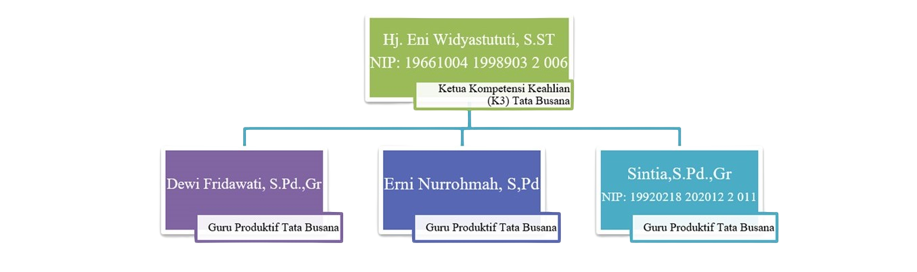 Hj. Eni Widyastututi, S.ST
NIP: 19661004 1998903 2 006
Ketua Kompetensi Keahlian
(K3) Tata Busana
Dewi Fridawati, S.Pd.,Gr
Guru Produktif Tata Busana
Erni Nurrohmah, S,Pd
Guru Produktif Tata Busana
Sintia,S.Pd.,Gr
NIP: 19920218 202012 2 011
Guru Produktif Tata Busana